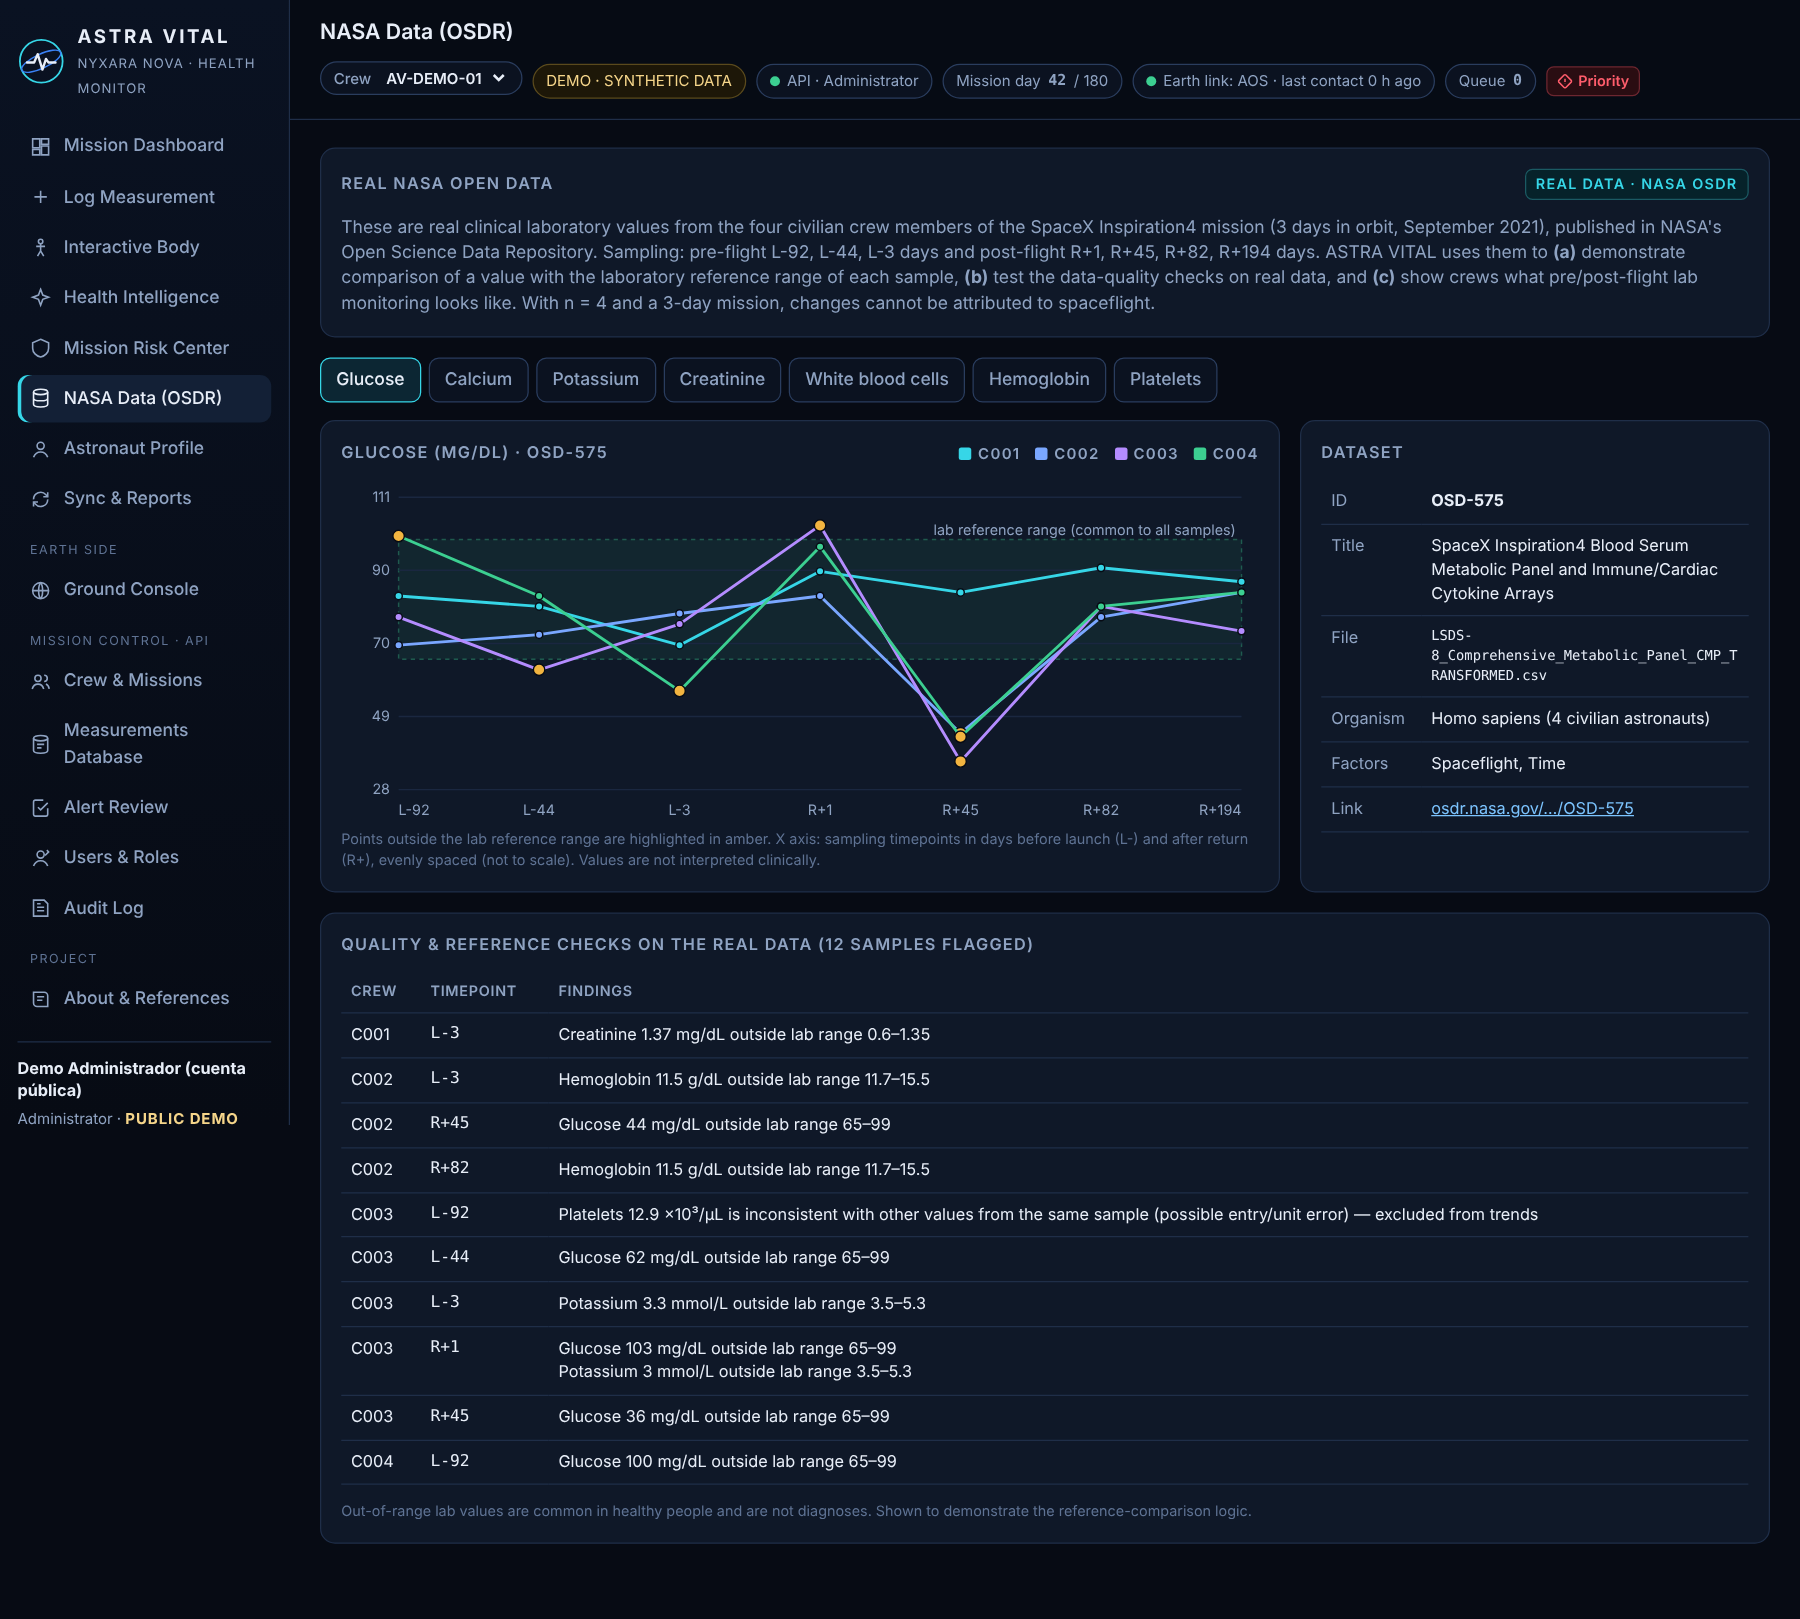 ASTRA VITAL
NYXARA NOVA · HEALTH
MONITOR
Mission Dashboard
Log Measurement
Interactive Body
Health Intelligence
Mission Risk Center
NASA Data (OSDR)
Astronaut Profile
Sync & Reports
EARTH SIDE
Ground Console
MISSION CONTROL · API
Crew & Missions
Measurements
Database
Alert Review
Users & Roles
Audit Log
PROJECT
About & References
Demo Administrador (cuenta
pública)
Administrator · PUBLIC DEMO
NASA Data (OSDR)
Crew AV-DEMO-01
DEMO · SYNTHETIC DATA
API · Administrator
Mission day 42 / 180
Earth link: AOS · last contact 0 h ago
Queue 0
Priority
REAL NASA OPEN DATA
REAL DATA · NASA OSDR
These are real clinical laboratory values from the four civilian crew members of the SpaceX Inspiration4 mission (3 days in orbit, September 2021), published in NASA's
Open Science Data Repository. Sampling: pre-flight L-92, L-44, L-3 days and post-flight R+1, R+45, R+82, R+194 days. ASTRA VITAL uses them to (a) demonstrate
comparison of a value with the laboratory reference range of each sample, (b) test the data-quality checks on real data, and (c) show crews what pre/post-flight lab
monitoring looks like. With n = 4 and a 3-day mission, changes cannot be attributed to spaceflight.
Glucose
Calcium
Potassium
Creatinine
White blood cells
Hemoglobin
Platelets
GLUCOSE (MG/DL) · OSD-575
C001 C002 C003 C004
111
lab reference range (common to all samples)
90
70
49
28
L-92 L-44 L-3 R+1 R+45 R+82 R+194
Points outside the lab reference range are highlighted in amber. X axis: sampling timepoints in days before launch (L-) and after return
(R+), evenly spaced (not to scale). Values are not interpreted clinically.
DATASET
ID OSD-575
Title SpaceX Inspiration4 Blood Serum
Metabolic Panel and Immune/Cardiac
Cytokine Arrays
File LSDS-
8_Comprehensive_Metabolic_Panel_CMP_T
RANSFORMED.csv
Organism Homo sapiens (4 civilian astronauts)
Factors Spaceflight, Time
Link osdr.nasa.gov/.../OSD-575
QUALITY & REFERENCE CHECKS ON THE REAL DATA (12 SAMPLES FLAGGED)
CREW TIMEPOINT FINDINGS
C001 L-3 Creatinine 1.37 mg/dL outside lab range 0.6–1.35
C002 L-3 Hemoglobin 11.5 g/dL outside lab range 11.7–15.5
C002 R+45 Glucose 44 mg/dL outside lab range 65–99
C002 R+82 Hemoglobin 11.5 g/dL outside lab range 11.7–15.5
C003 L-92 Platelets 12.9 ×10³/µL is inconsistent with other values from the same sample (possible entry/unit error) — excluded from trends
C003 L-44 Glucose 62 mg/dL outside lab range 65–99
C003 L-3 Potassium 3.3 mmol/L outside lab range 3.5–5.3
C003 R+1 Glucose 103 mg/dL outside lab range 65–99
Potassium 3 mmol/L outside lab range 3.5–5.3
C003 R+45 Glucose 36 mg/dL outside lab range 65–99
C004 L-92 Glucose 100 mg/dL outside lab range 65–99
Out-of-range lab values are common in healthy people and are not diagnoses. Shown to demonstrate the reference-comparison logic.